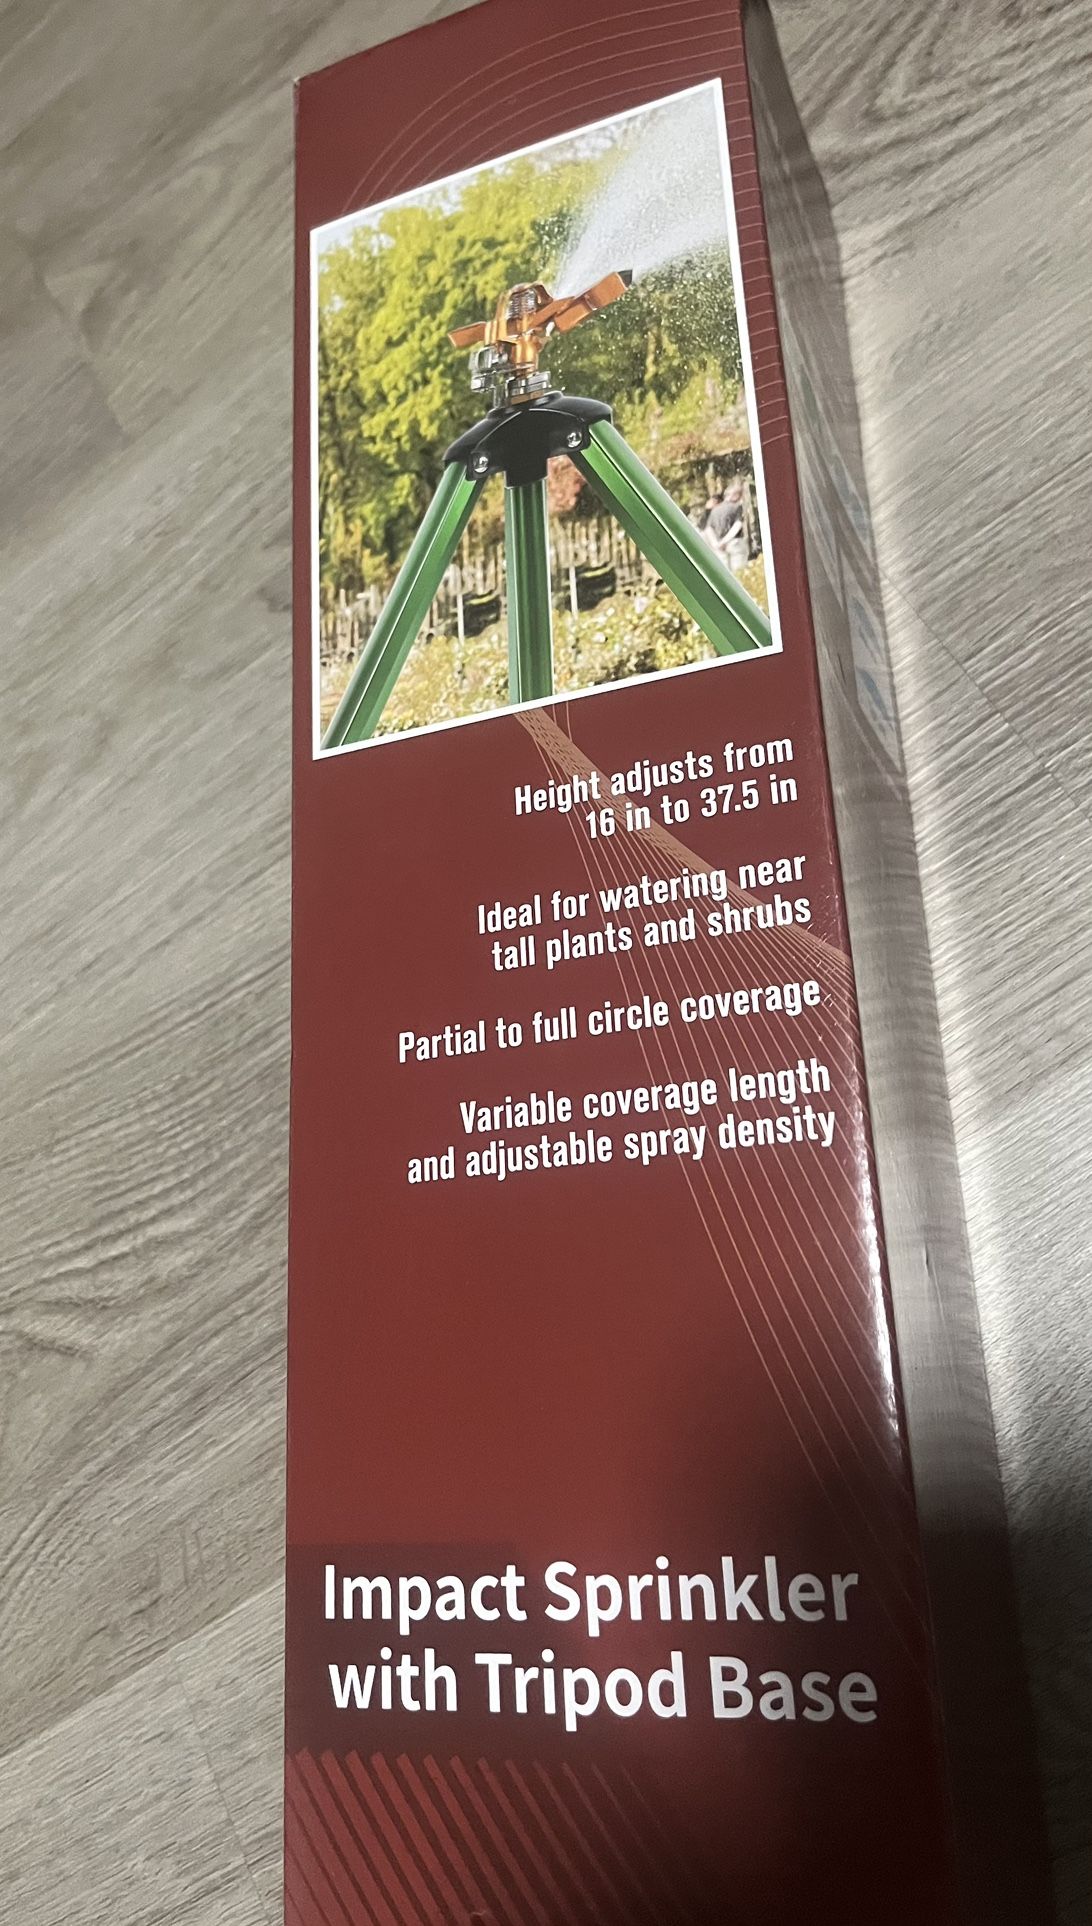 Height adjusts from
16 in to 37.5 in
Ideal for watering near
tall plants and shrubs
Partial to full circle coverage
Variable coverage length
and adjustable spray density
Impact Sprinkler
with Tripod Base